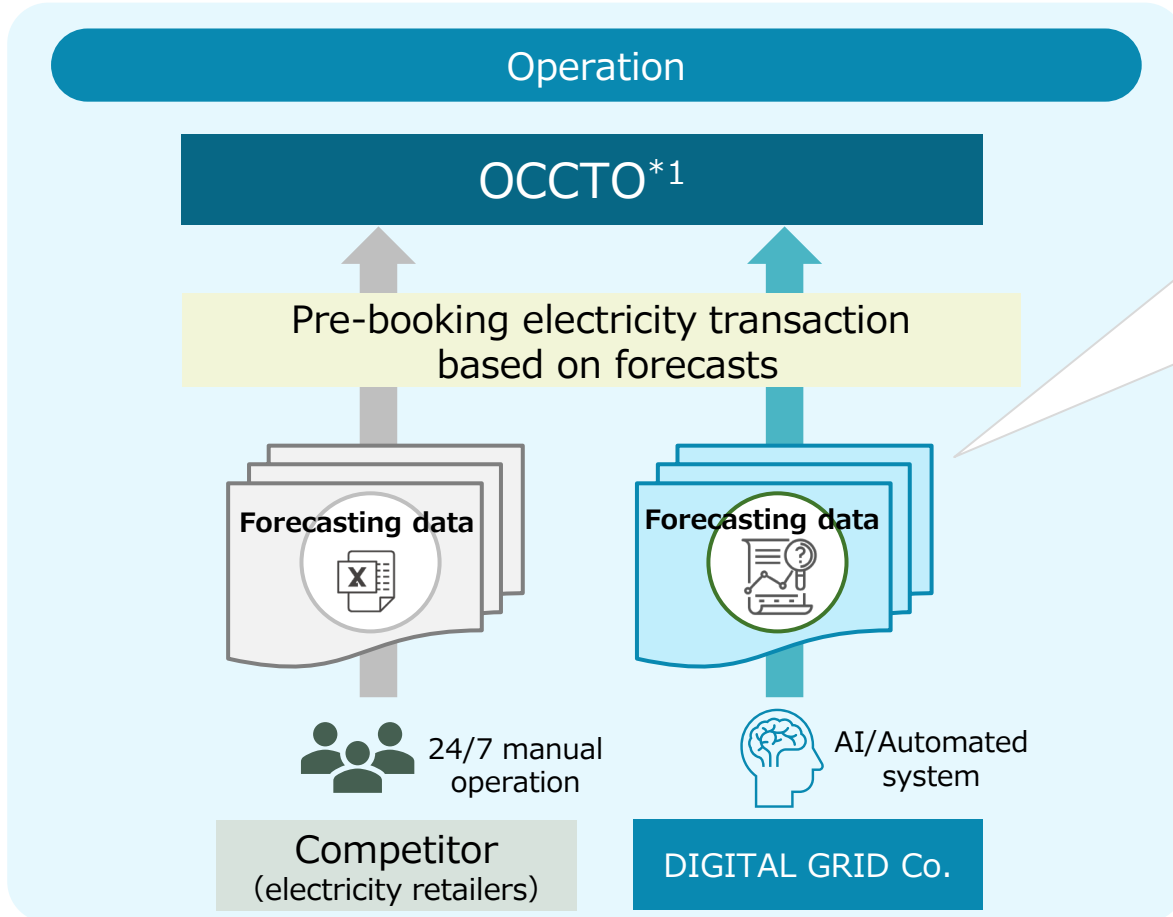 Operation
OCCTO*1
Pre-booking electricity transaction
based on forecasts
Forecasting data
X
Forecasting data
?
24/7 manual
operation
AI/Automated
system
Competitor
（electricity retailers）
DIGITAL GRID Co.